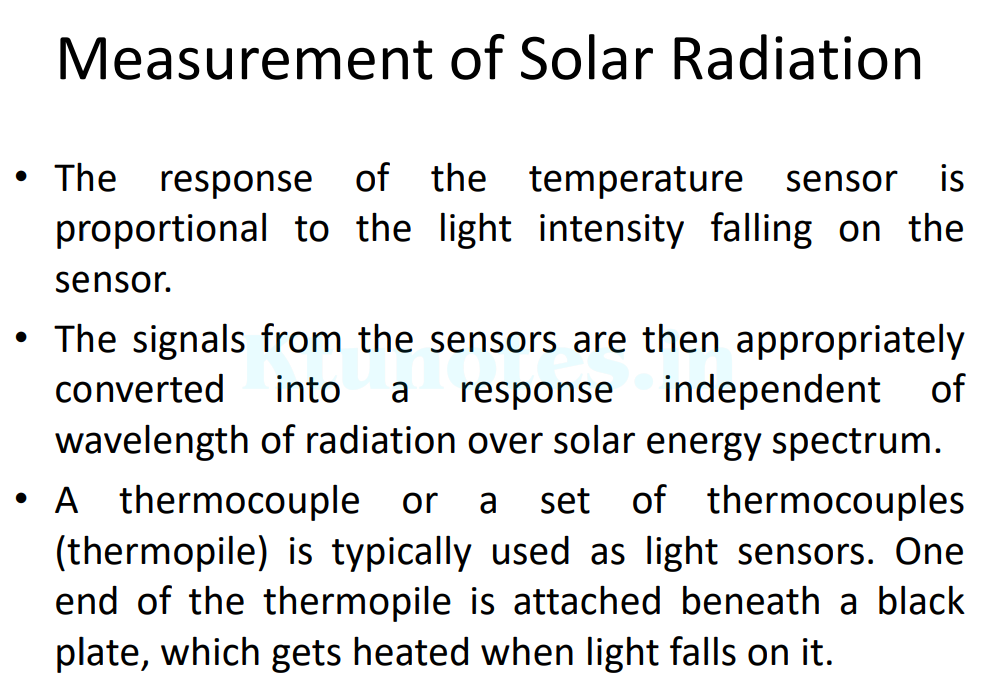 Measurement of Solar Radiation
• The response of the temperature sensor is
proportional to the light intensity falling on the
sensor.
• The signals from the sensors are then appropriately
converted into a response independent of
wavelength of radiation over solar energy spectrum.
• A thermocouple or a set of thermocouples
(thermopile) is typically used as light sensors. One
end of the thermopile is attached beneath a black
plate, which gets heated when light falls on it.
Ktunotes.in